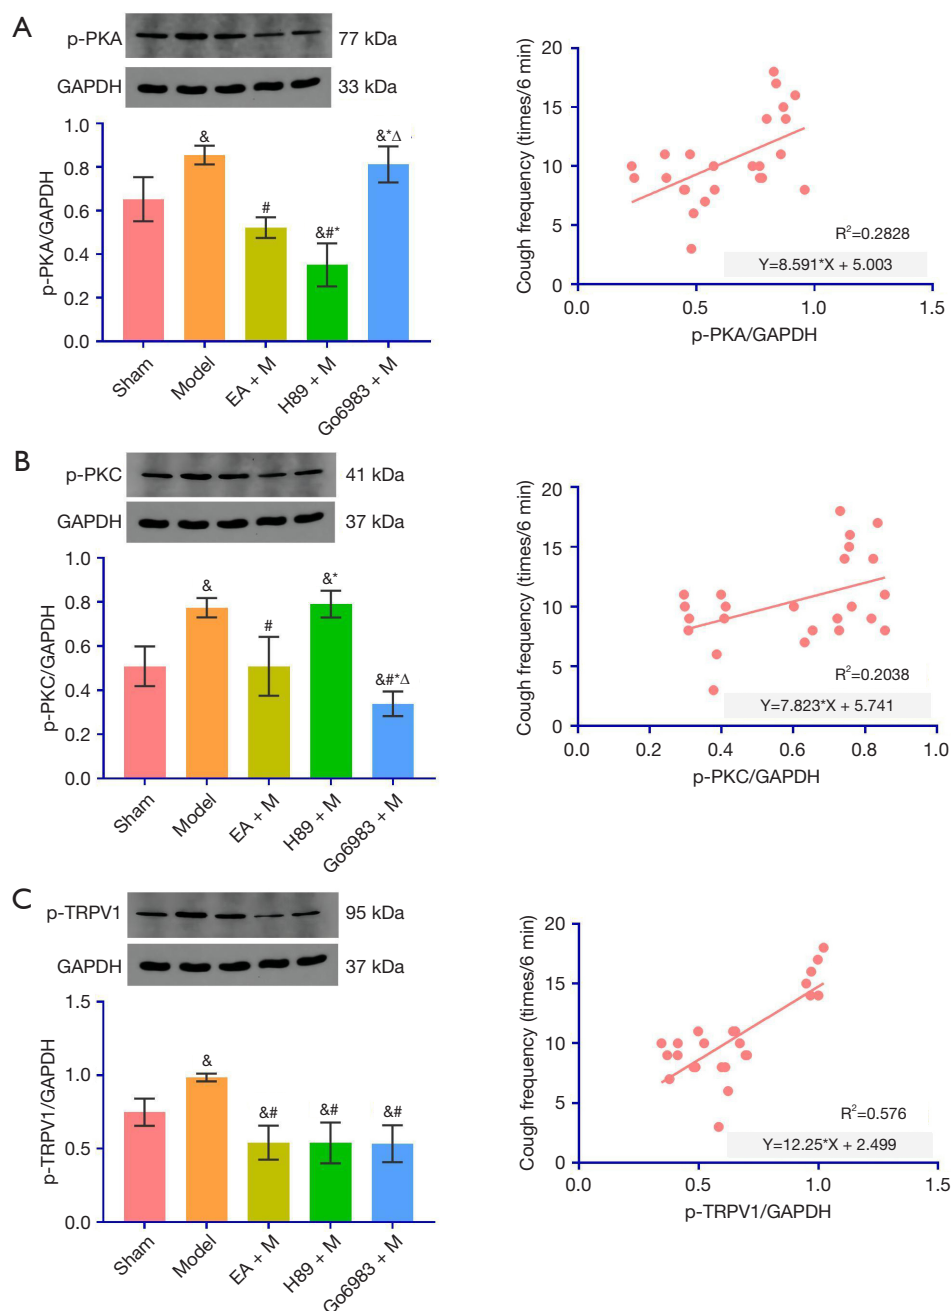 A
p-PKA
77 kDa
GAPDH
33 kDa
p-PKA/GAPDH
1.0
0.8
0.6
0.4
0.2
0.0
&
#
&#*
&*Δ
Sham
Model
EA + M
H89 + M
Go6983 + M
Cough frequency (times/6 min)
20
15
10
5
0
R²=0.2828
Y=8.591*X + 5.003
0.0 0.5 1.0 1.5
p-PKA/GAPDH
B
p-PKC
41 kDa
GAPDH
37 kDa
p-PKC/GAPDH
1.0
0.8
0.6
0.4
0.2
0.0
&
#
&*
&#*Δ
Sham
Model
EA + M
H89 + M
Go6983 + M
Cough frequency (times/6 min)
20
15
10
5
0
R²=0.2038
Y=7.823*X + 5.741
0.0 0.2 0.4 0.6 0.8 1.0
p-PKC/GAPDH
C
p-TRPV1
95 kDa
GAPDH
37 kDa
p-TRPV1/GAPDH
1.5
1.0
0.5
0.0
&
&#
&#
&#
Sham
Model
EA + M
H89 + M
Go6983 + M
Cough frequency (times/6 min)
20
15
10
5
0
R²=0.576
Y=12.25*X + 2.499
0.0 0.5 1.0 1.5
p-TRPV1/GAPDH